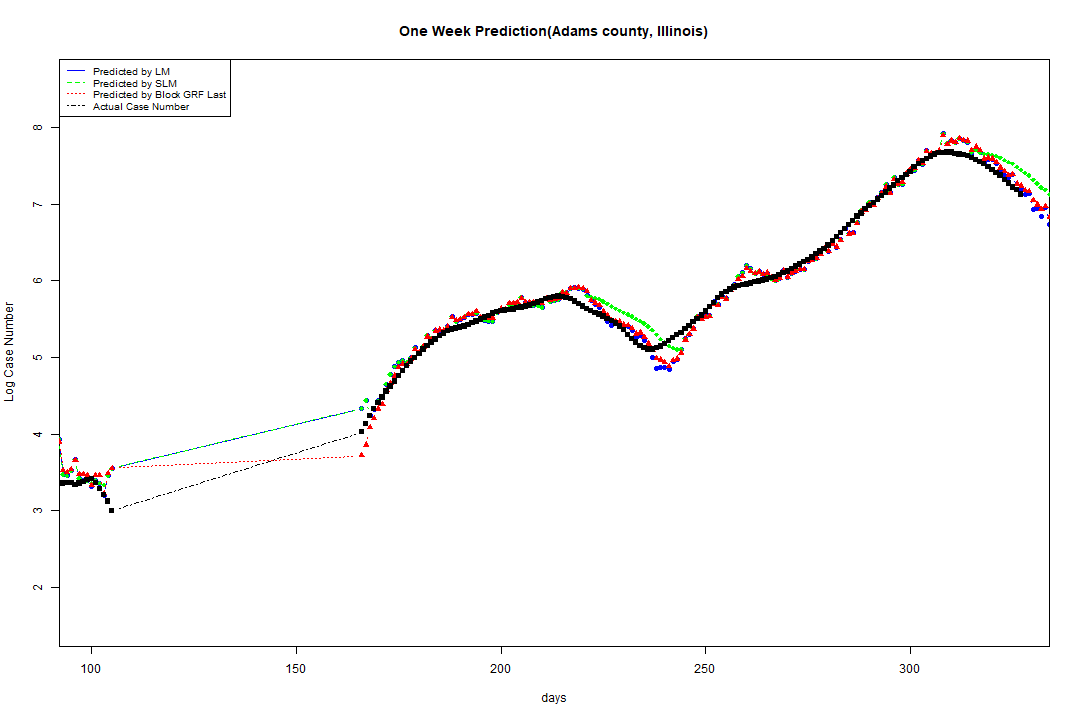 One Week Prediction(Adams county, Illinois)
Predicted by LM
Predicted by SLM
Predicted by Block GRF Last
Actual Case Number
8
7
6
5
4
3
2
Log Case Number
100
150
200
250
300
days